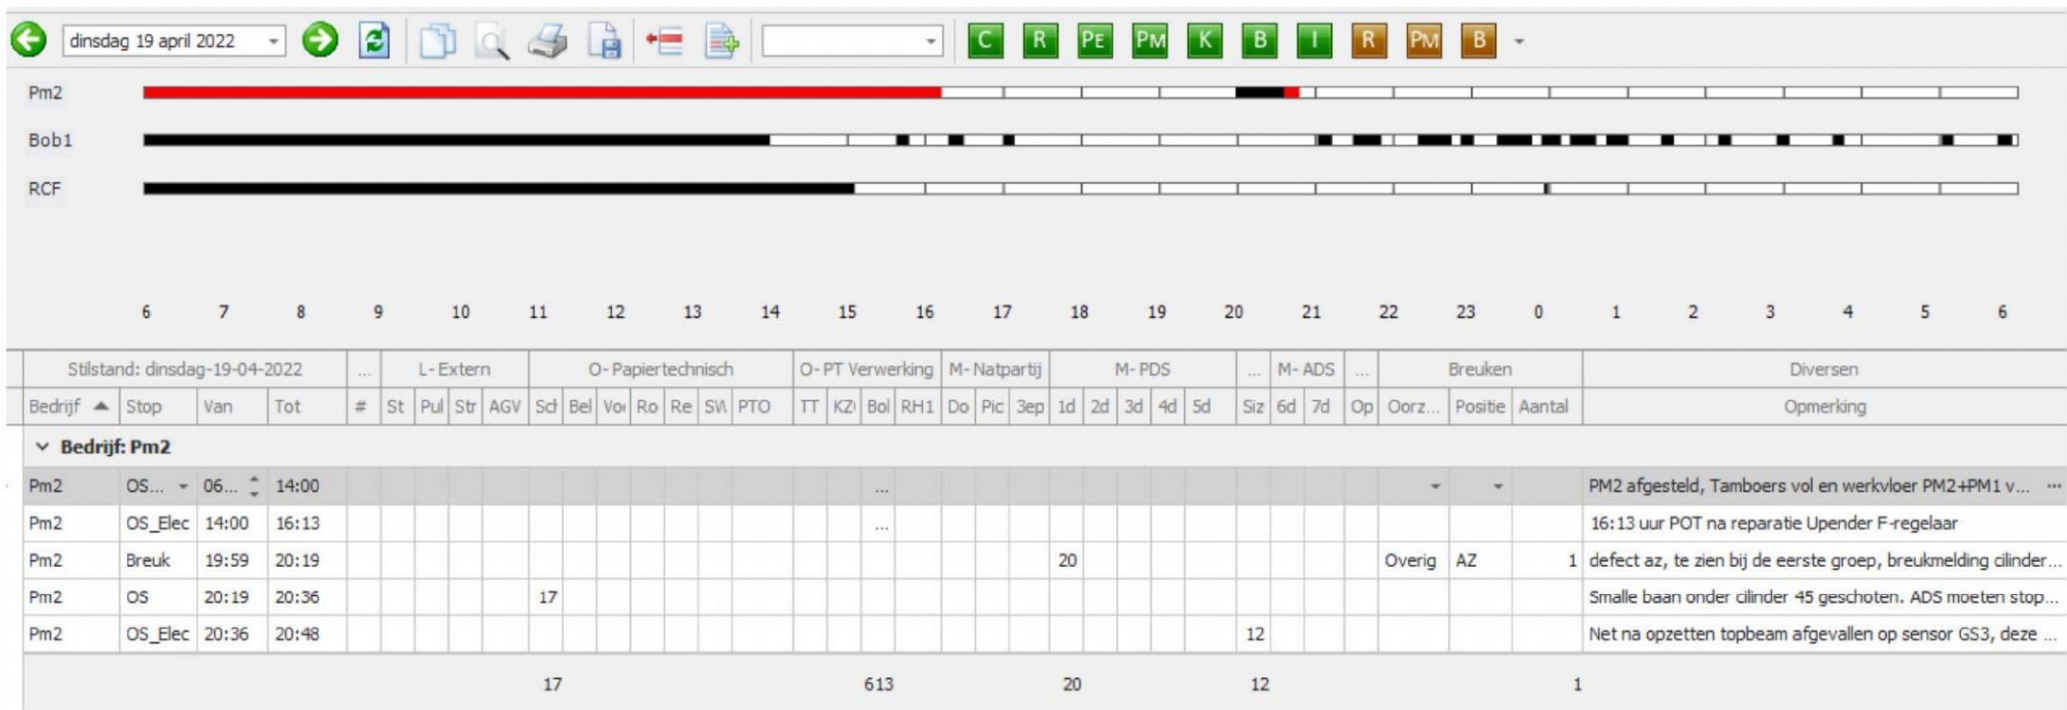 dinsdag 19 april 2022 C R PE PM K B I R PM B
Pm2
Bob1
RCF
6 7 8 9 10 11 12 13 14 15 16 17 18 19 20 21 22 23 0 1 2 3 4 5 6
Stilstand: dinsdag-19-04-2022 ... L- Extern O- Papiertechnisch O- PT Verwerking M- Natpartij M- PDS ... M- ADS ... Breuken Diversen
Bedrijf Stop Van Tot # St Pul Str AGV Scł Bel Vo Ro Re SW PTO TT KZ Bol RH1 Do Pic 3ep 1d 2d 3d 4d 5d Siz 6d 7d Op Oorz... Positie Aantal Opmerking
Bedrijf: Pm2
Pm2 OS... 06... 14:00 ... PM2 afgesteld, Tamboers vol en werkvloer PM2+PM1 v... ...
Pm2 OS_Elec 14:00 16:13 ... 16:13 uur POT na reparatie Upender F-regelaar
Pm2 Breuk 19:59 20:19 20 Overig AZ 1 defect az, te zien bij de eerste groep, breukmelding cilinder...
Pm2 OS 20:19 20:36 17 Smalle baan onder cilinder 45 geschoten. ADS moeten stop...
Pm2 OS_Elec 20:36 20:48 12 Net na opzetten topbeam afgevallen op sensor GS3, deze ...
17 613 20 12 1